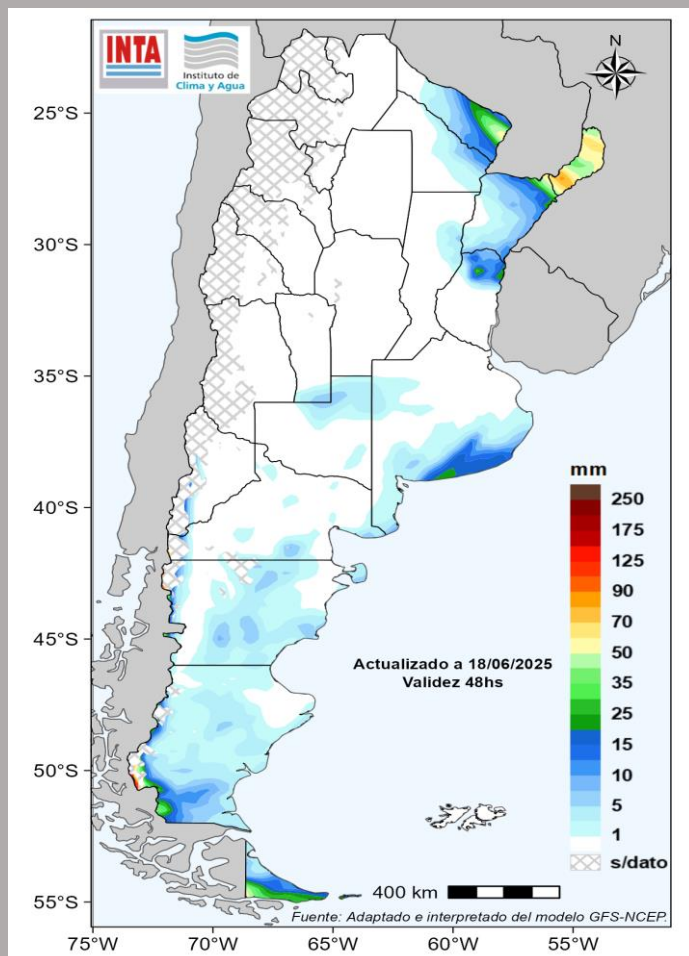 INTA
Instituto de
Clima y Agua
N
25°S
30°S
35°S
40°S
45°S
50°S
55°S
mm
250
175
125
90
70
50
35
25
15
10
5
1
s/dato
Actualizado a 18/06/2025
Validez 48hs
400 km
Fuente: Adaptado e interpretado del modelo GFS-NCEP.
75°W
70°W
65°W
60°W
55°W